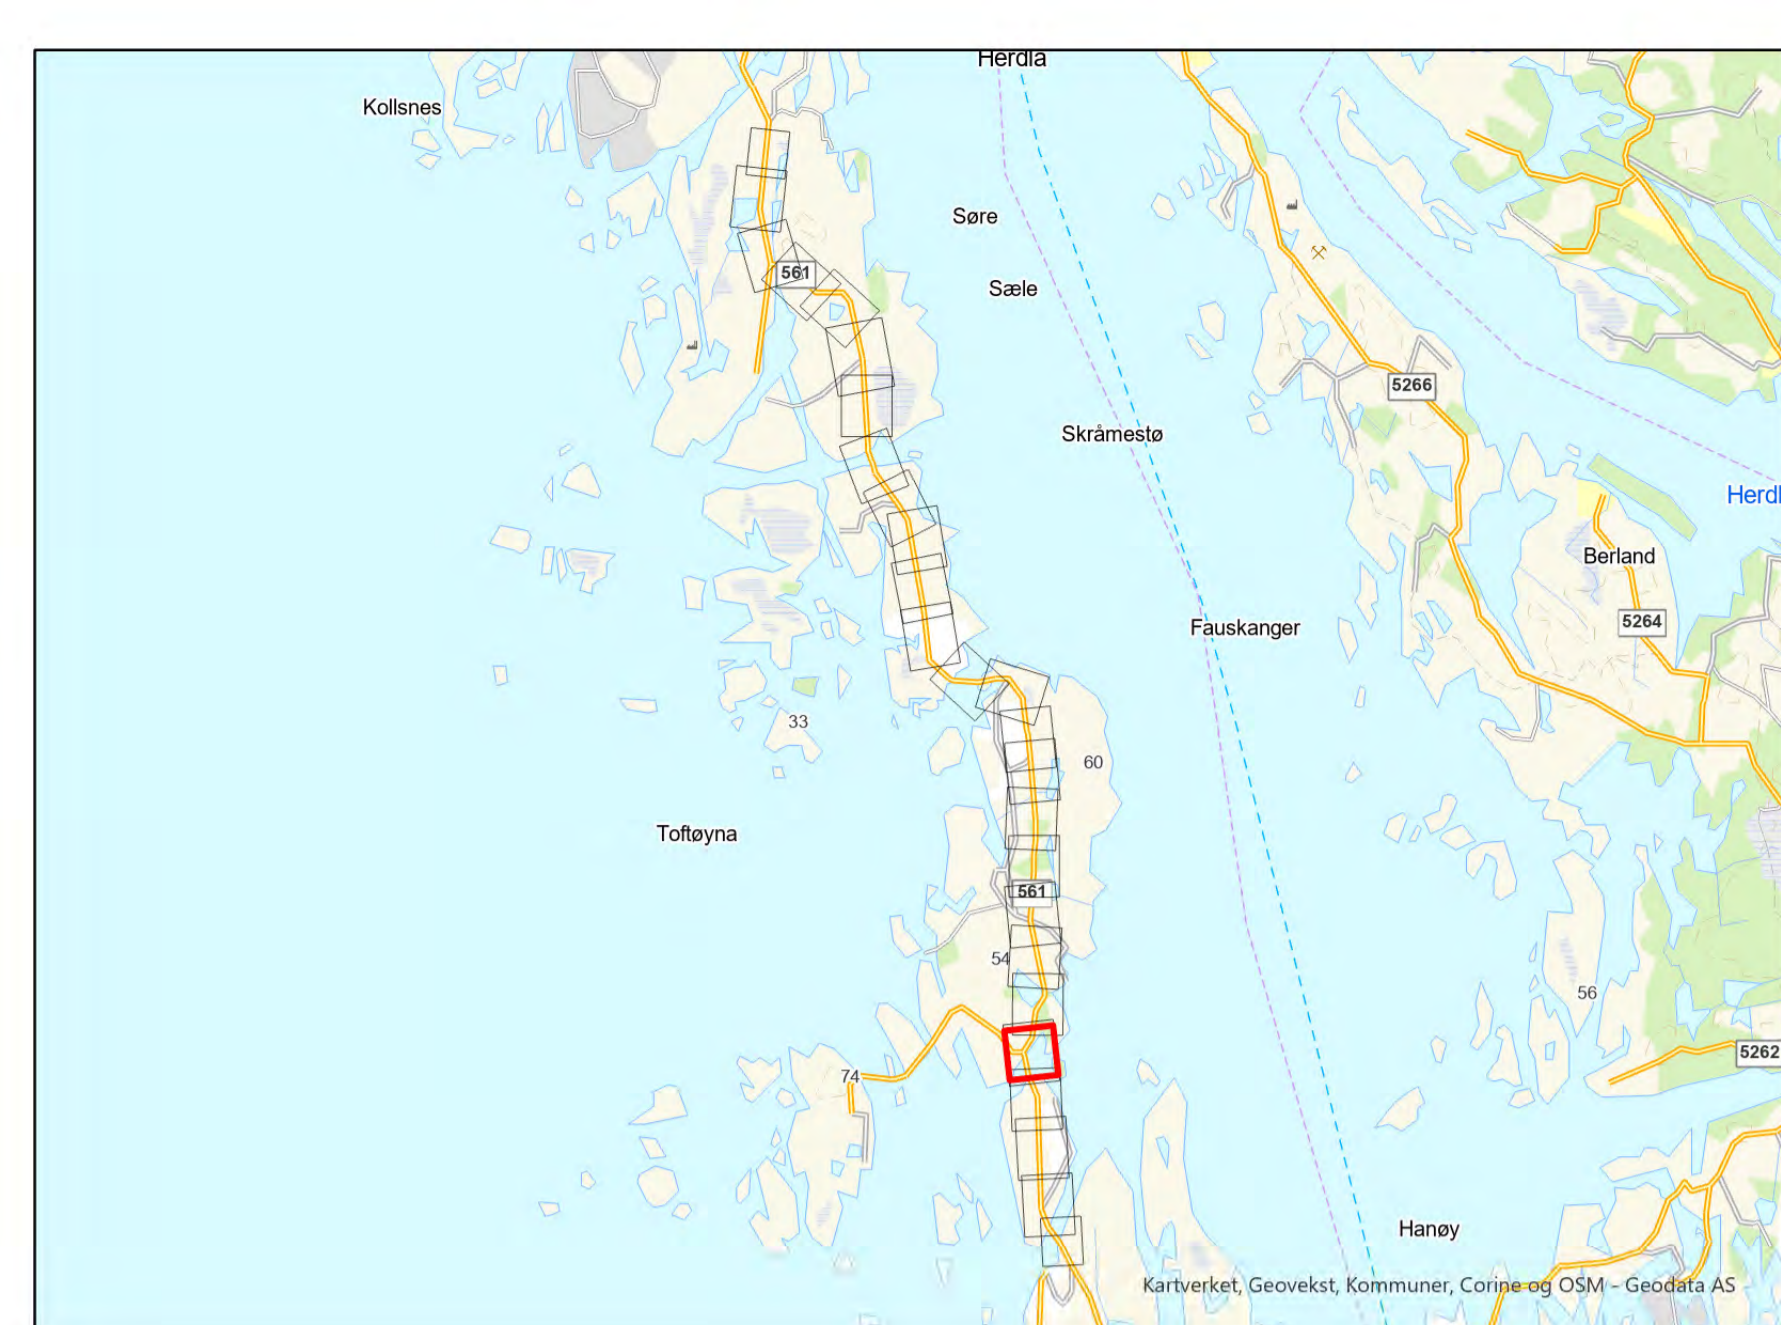 Herdla
Kollsnes
Søre
561
Sæle
5266
Skråmestø
Herdl
Berland
5264
Fauskanger
33
60
Toftøyna
561
54
56
5262
74
Hanøy
Kartverket, Geovekst, Kommuner, Corine og OSM - Geodata AS